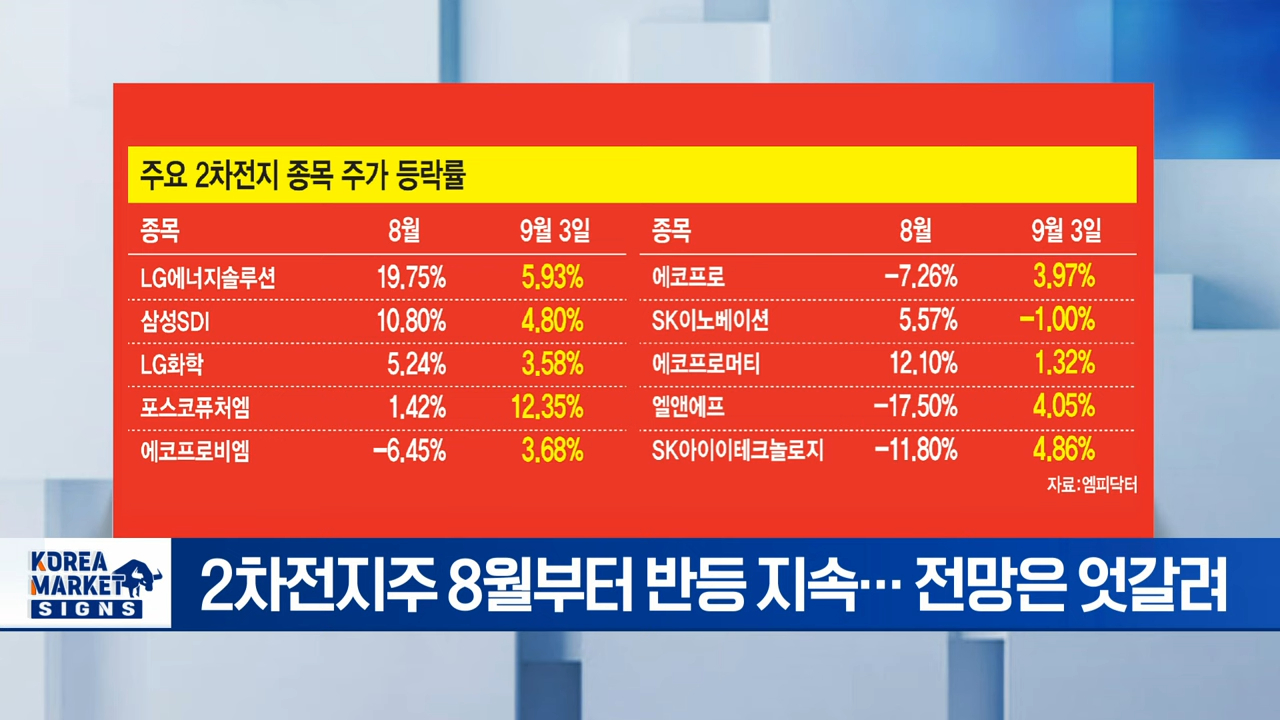 주요 2차전지 종목 주가 등락률
종목 8월 9월 3일 종목 8월 9월 3일
LG에너지솔루션 19.75% 5.93% 에코프로 -7.26% 3.97%
삼성SDI 10.80% 4.80% SK이노베이션 5.57% -1.00%
LG화학 5.24% 3.58% 에코프로머티 12.10% 1.32%
포스코퓨처엠 1.42% 12.35% 엘앤에프 -17.50% 4.05%
에코프로비엠 -6.45% 3.68% SK아이이테크놀로지 -11.80% 4.86%
자료:엠피닥터
KOREA
MARKET
SIGNS
2차전지주 8월부터 반등 지속… 전망은 엇갈려